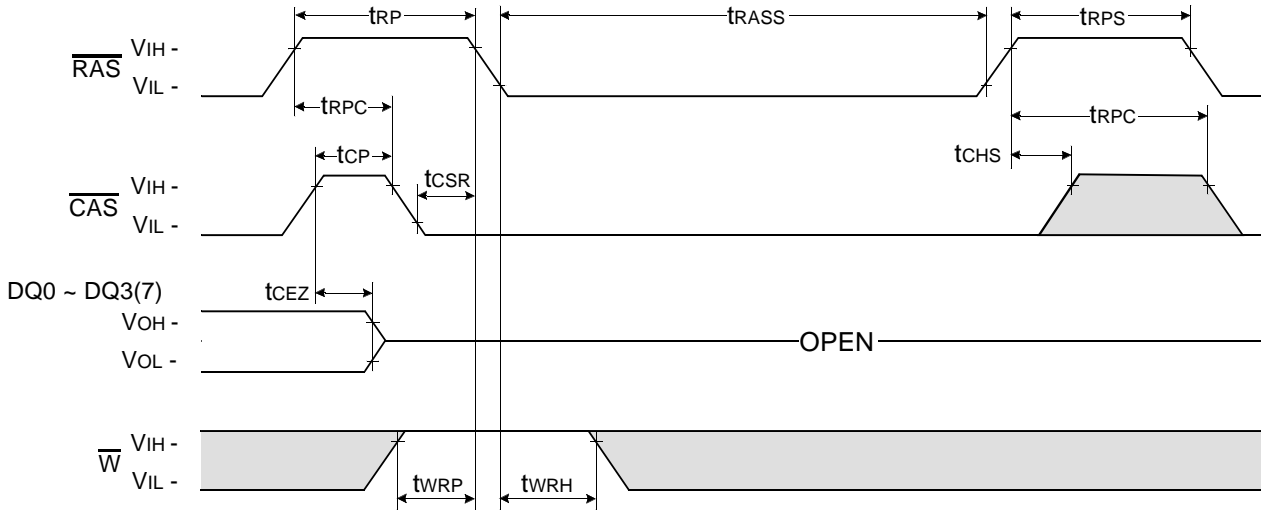 tRP
tRASS
tRPS
RAS
VIH -
VIL -
tRPC
tRPC
tCP
tCSR
tCHS
CAS
VIH -
VIL -
DQ0 ~ DQ3(7)
tCEZ
VOH -
VOL -
OPEN
W
VIH -
VIL -
tWRP
tWRH